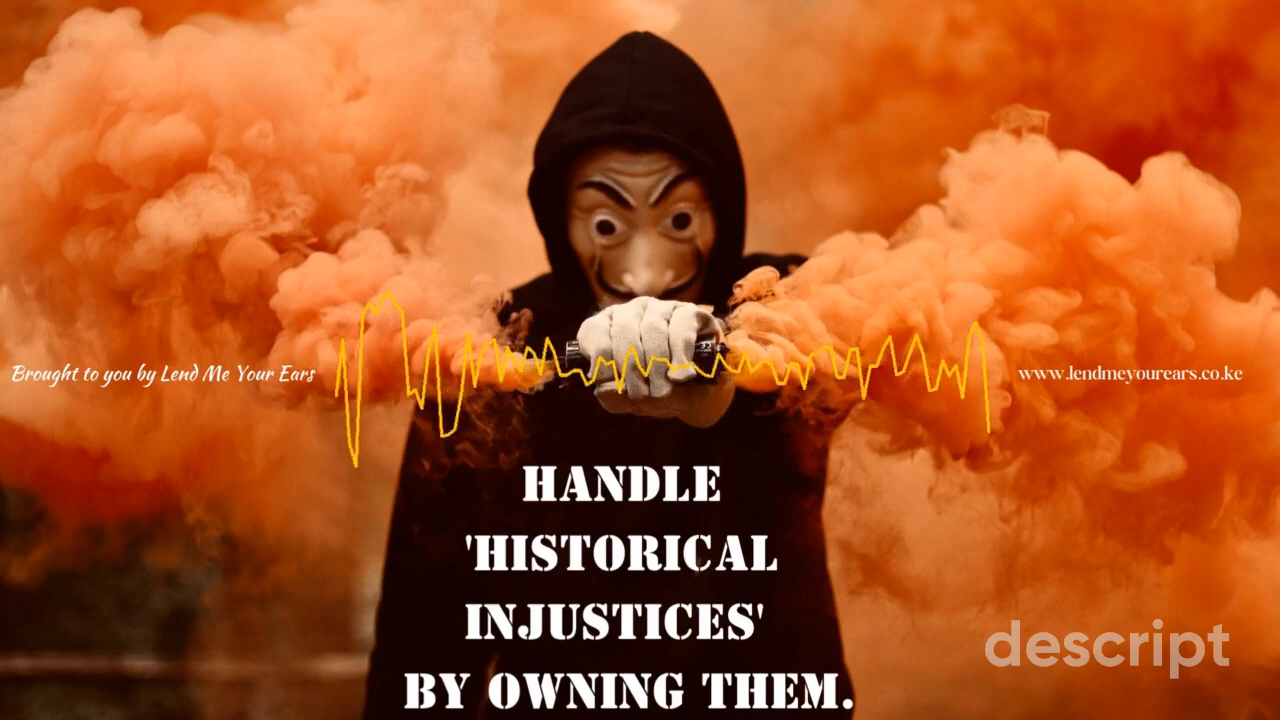 Brought to you by Lend Me Your Ears
www.lendmeyourears.co.ke
HANDLE
'HISTORICAL
INJUSTICES'
BY OWNING THEM.
descript